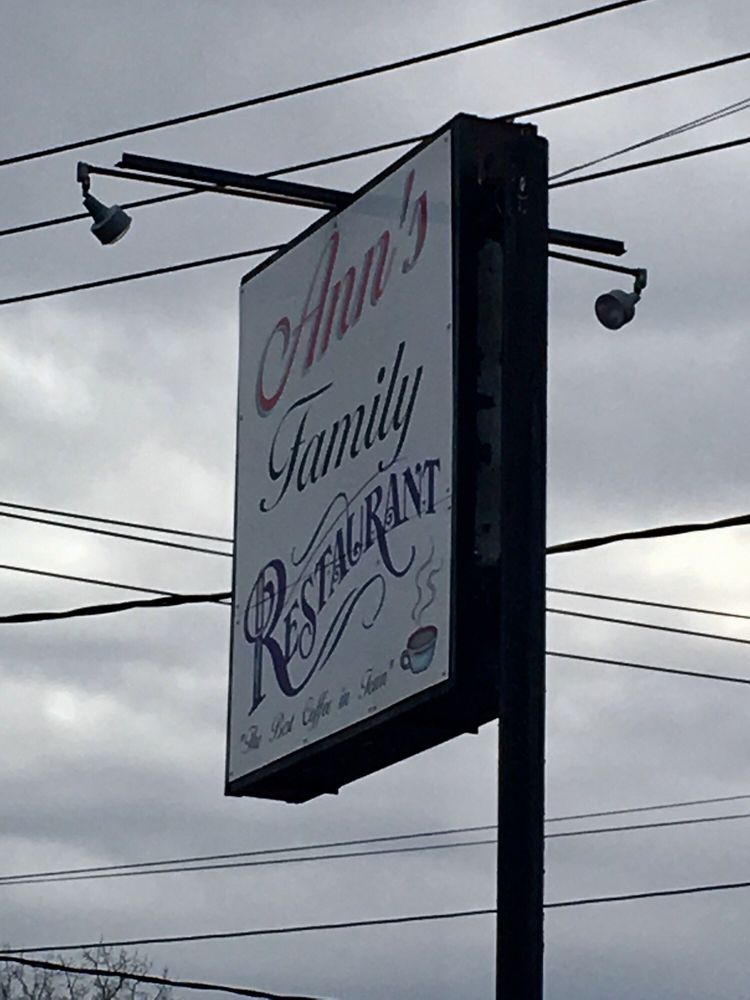 Ann's
Family
RESTAURANT
"The Best Coffee in Town"